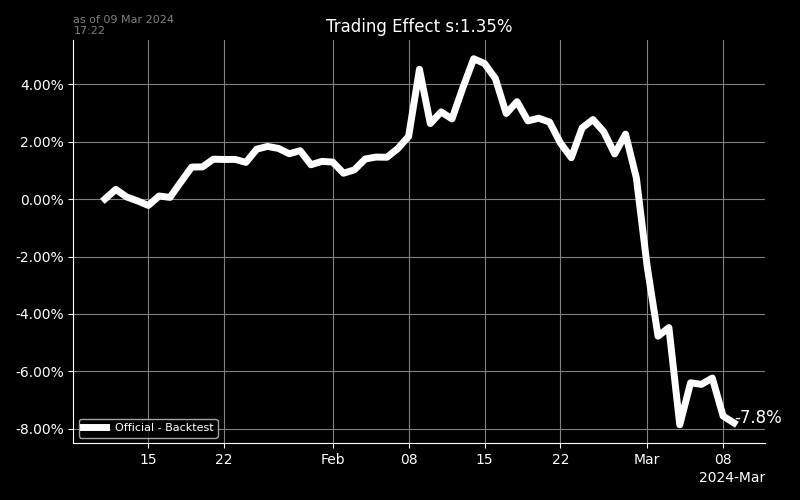 as of 09 Mar 2024
17:22
Trading Effect s:1.35%
4.00%
2.00%
0.00%
-2.00%
-4.00%
-6.00%
-8.00%
-7.8%
Official - Backtest
15 22 Feb 08 15 22 Mar 08
2024-Mar